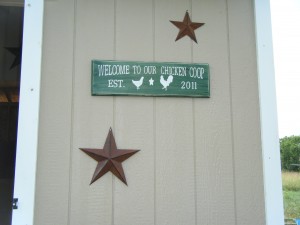 WELCOME TO OUR CHICKEN COOP
EST. 2011